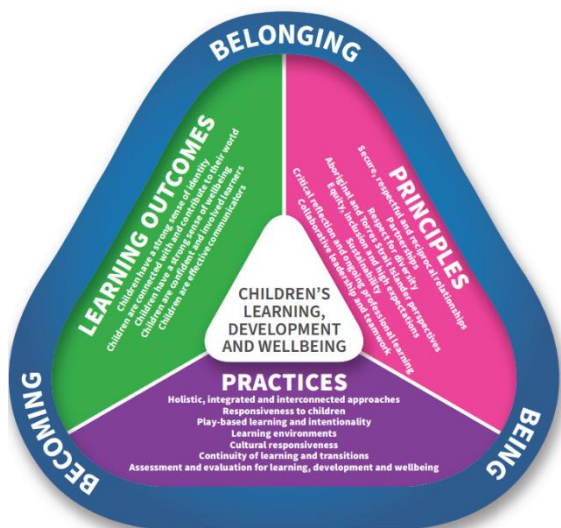 BELONGING
LEARNING OUTCOMES
Children have a strong sense of identity
Children are connected with and contribute to their world
Children have a strong sense of wellbeing
Children are confident and involved learners
Children are effective communicators
PRINCIPLES
Secure, respectful and reciprocal relationships
Partnerships
Respect for diversity
Aboriginal and Torres Strait Islander perspectives
Equity, inclusion and high expectations
Sustainability
Critical reflection and ongoing professional learning
Collaborative leadership and teamwork
CHILDREN'S
LEARNING,
DEVELOPMENT
AND WELLBEING
PRACTICES
Holistic, integrated and interconnected approaches
Responsiveness to children
Play-based learning and intentionality
Learning environments
Cultural responsiveness
Continuity of learning and transitions
Assessment and evaluation for learning, development and wellbeing
BECOMING
BEING